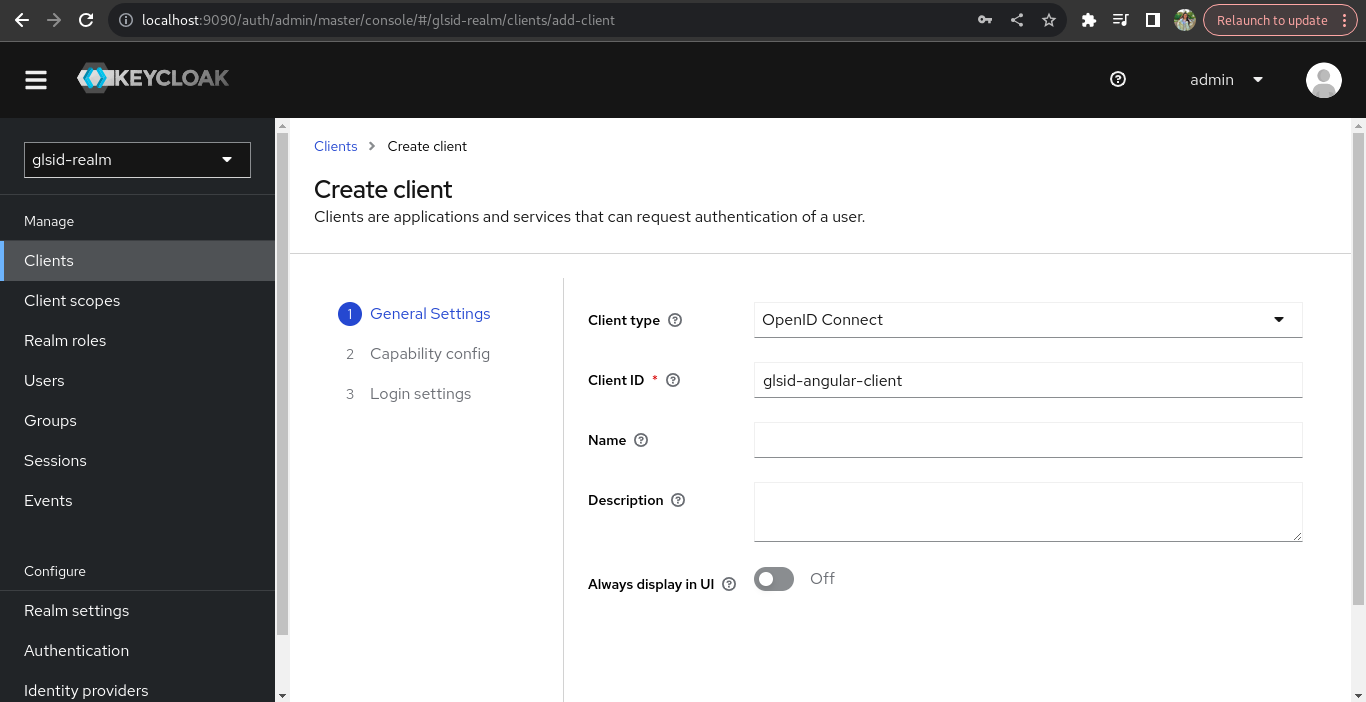 localhost:9090/auth/admin/master/console/#/glsid-realm/clients/add-client
Relaunch to update
KEYCLOAK
admin
glsid-realm
Manage
Clients
Client scopes
Realm roles
Users
Groups
Sessions
Events
Configure
Realm settings
Authentication
Identity providers
Clients > Create client
Create client
Clients are applications and services that can request authentication of a user.
1 General Settings
2 Capability config
3 Login settings
Client type
OpenID Connect
Client ID *
glsid-angular-client
Name
Description
Always display in UI
Off